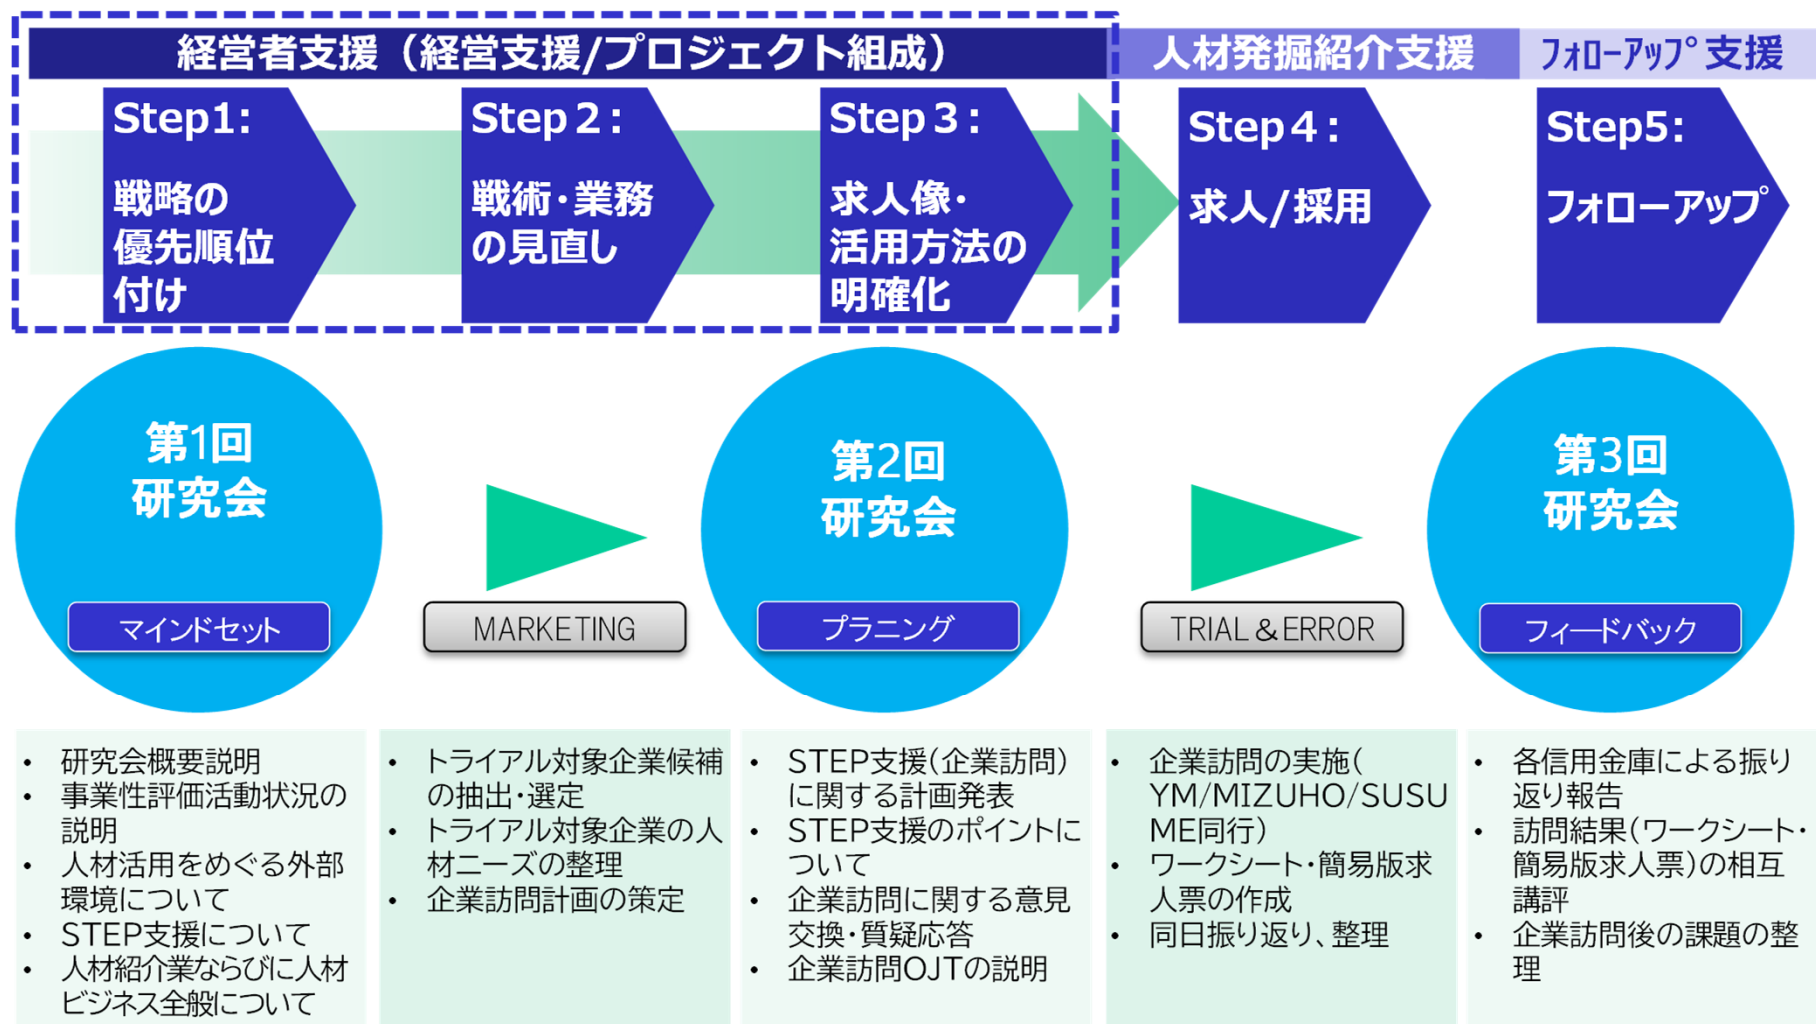 経営者支援（経営支援/プロジェクト組成）
人材発掘紹介支援
フォローアップ支援
Step1:
戦略の
優先順位
付け
Step２:
戦術・業務
の見直し
Step３:
求人像・
活用方法の
明確化
Step４:
求人/採用
Step5:
フォローアップ
第1回
研究会
マインドセット
MARKETING
第2回
研究会
プラニング
TRIAL＆ERROR
第3回
研究会
フィードバック
• 研究会概要説明
• 事業性評価活動状況の
説明
• 人材活用をめぐる外部
環境について
• STEP支援について
• 人材紹介業ならびに人材
ビジネス全般について
• トライアル対象企業候補
の抽出・選定
• トライアル対象企業の人
材ニーズの整理
• 企業訪問計画の策定
• STEP支援（企業訪問）
に関する計画発表
• STEP支援のポイントに
ついて
• 企業訪問に関する意見
交換・質疑応答
• 企業訪問OJTの説明
• 企業訪問の実施（
YM/MIZUHO/SUSU
ME同行）
• ワークシート・簡易版求
人票の作成
• 同日振り返り、整理
• 各信用金庫による振り
返り報告
• 訪問結果（ワークシート・
簡易版求人票）の相互
講評
• 企業訪問後の課題の整
理